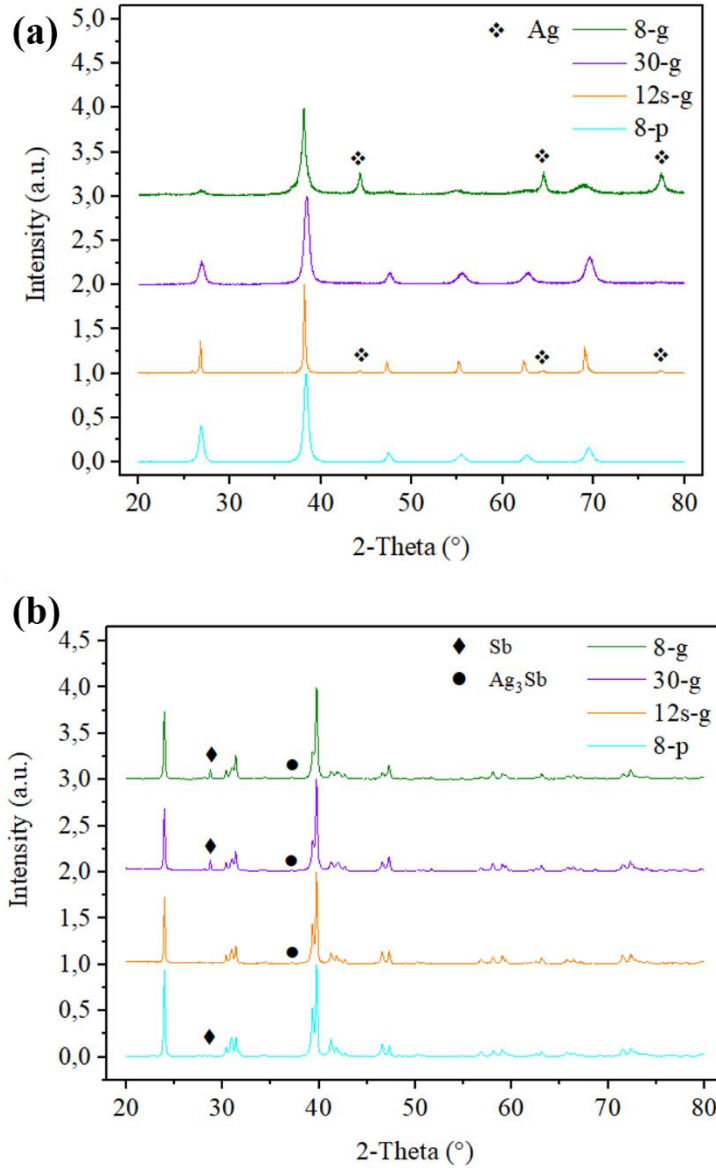 (a)
❖ Ag
8-g
30-g
12s-g
8-p
5,0
4,5
4,0
3,5
3,0
2,5
2,0
1,5
1,0
0,5
0,0
Intensity (a.u.)
20 30 40 50 60 70 80
2-Theta (°)
(b)
♦ Sb
● Ag₃Sb
8-g
30-g
12s-g
8-p
4,5
4,0
3,5
3,0
2,5
2,0
1,5
1,0
0,5
0,0
Intensity (a.u.)
20 30 40 50 60 70 80
2-Theta (°)